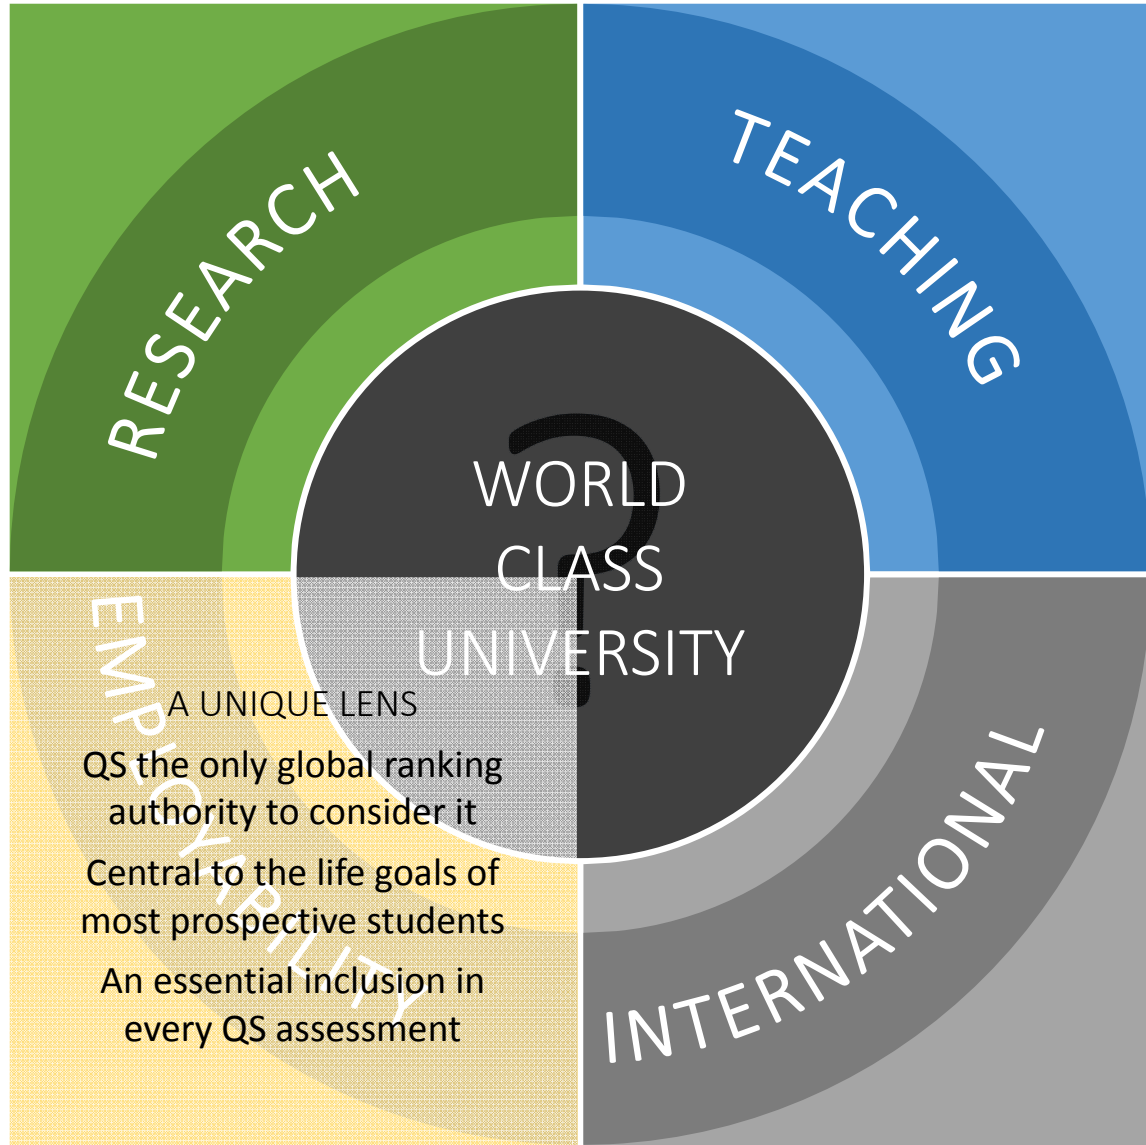 RESEARCH
TEACHING
?
WORLD
CLASS
UNIVERSITY
EMPLOYABILITY
A UNIQUE LENS
QS the only global ranking
authority to consider it
Central to the life goals of
most prospective students
An essential inclusion in
every QS assessment
INTERNATIONAL